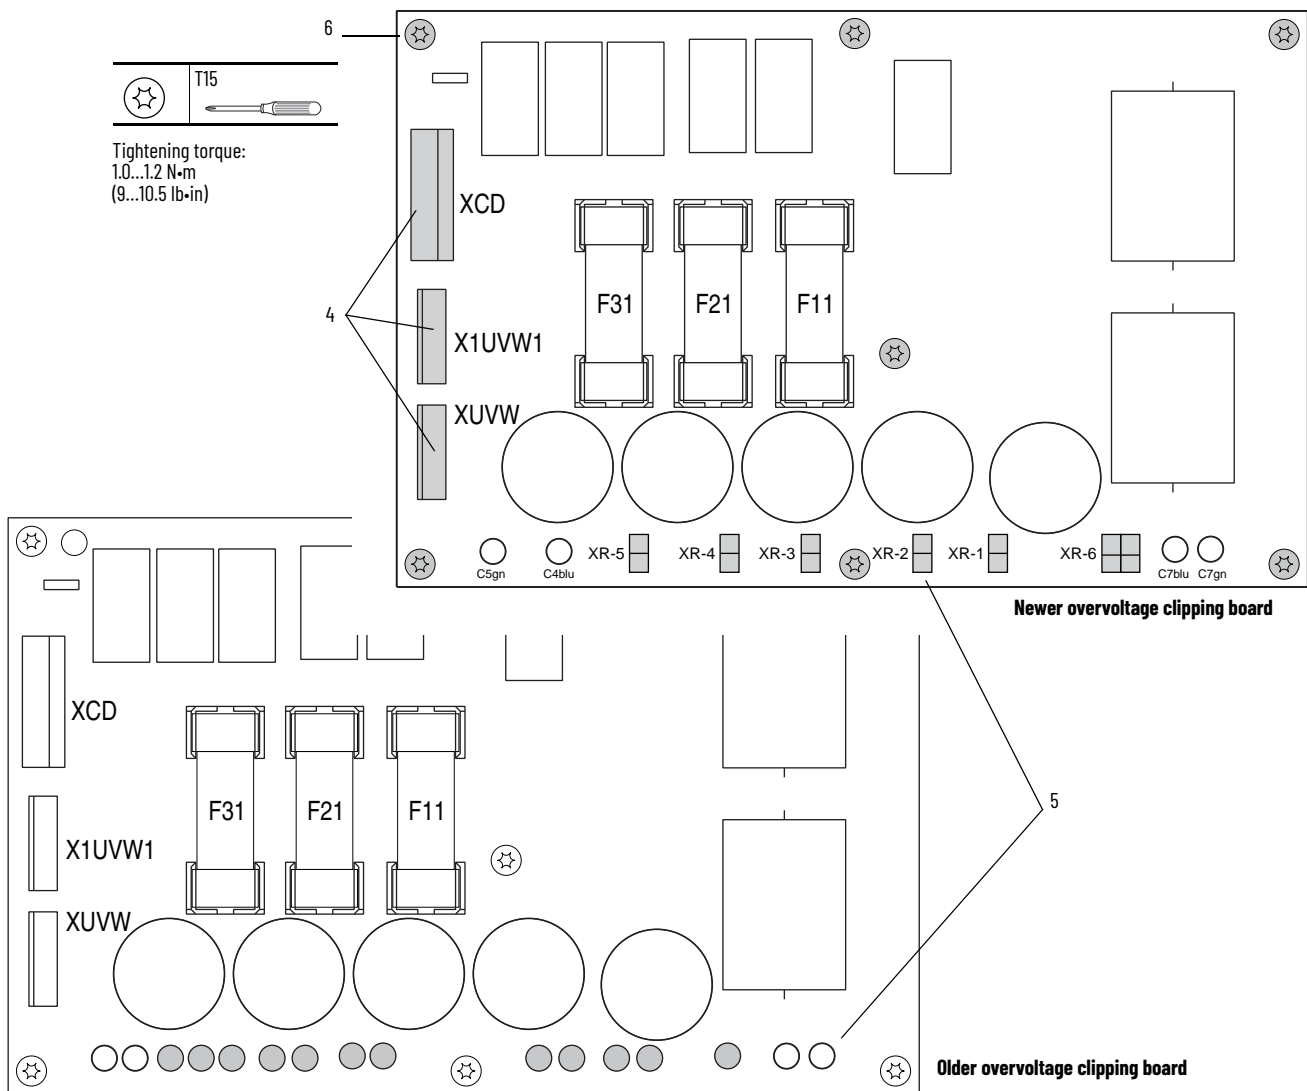 6
T15
Tightening torque:
1.0...1.2 N•m
(9...10.5 lb•in)
XCD
4
F31 F21 F11
X1UVW1
XUVW
XR-5 XR-4 XR-3 XR-2 XR-1 XR-6
C5gn C4blu C7blu C7gn
Newer overvoltage clipping board
XCD
5
F31 F21 F11
X1UVW1
XUVW
Older overvoltage clipping board